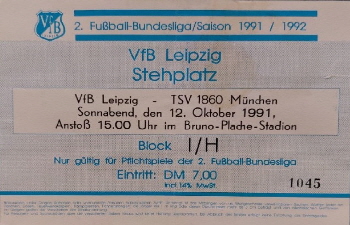 VfB
2. Fußball-Bundesliga/Saison 1991 / 1992
VfB Leipzig
Stehplatz
VfB Leipzig - TSV 1860 München
Sonnabend, den 12. Oktober 1991,
Anstoß 15.00 Uhr im Bruno-Plache-Stadion
Block I/H
Nur gültig für Pflichtspiele der 2. Fußball-Bundesliga
Eintritt: DM 7,00
incl. 14% MwSt.
1045